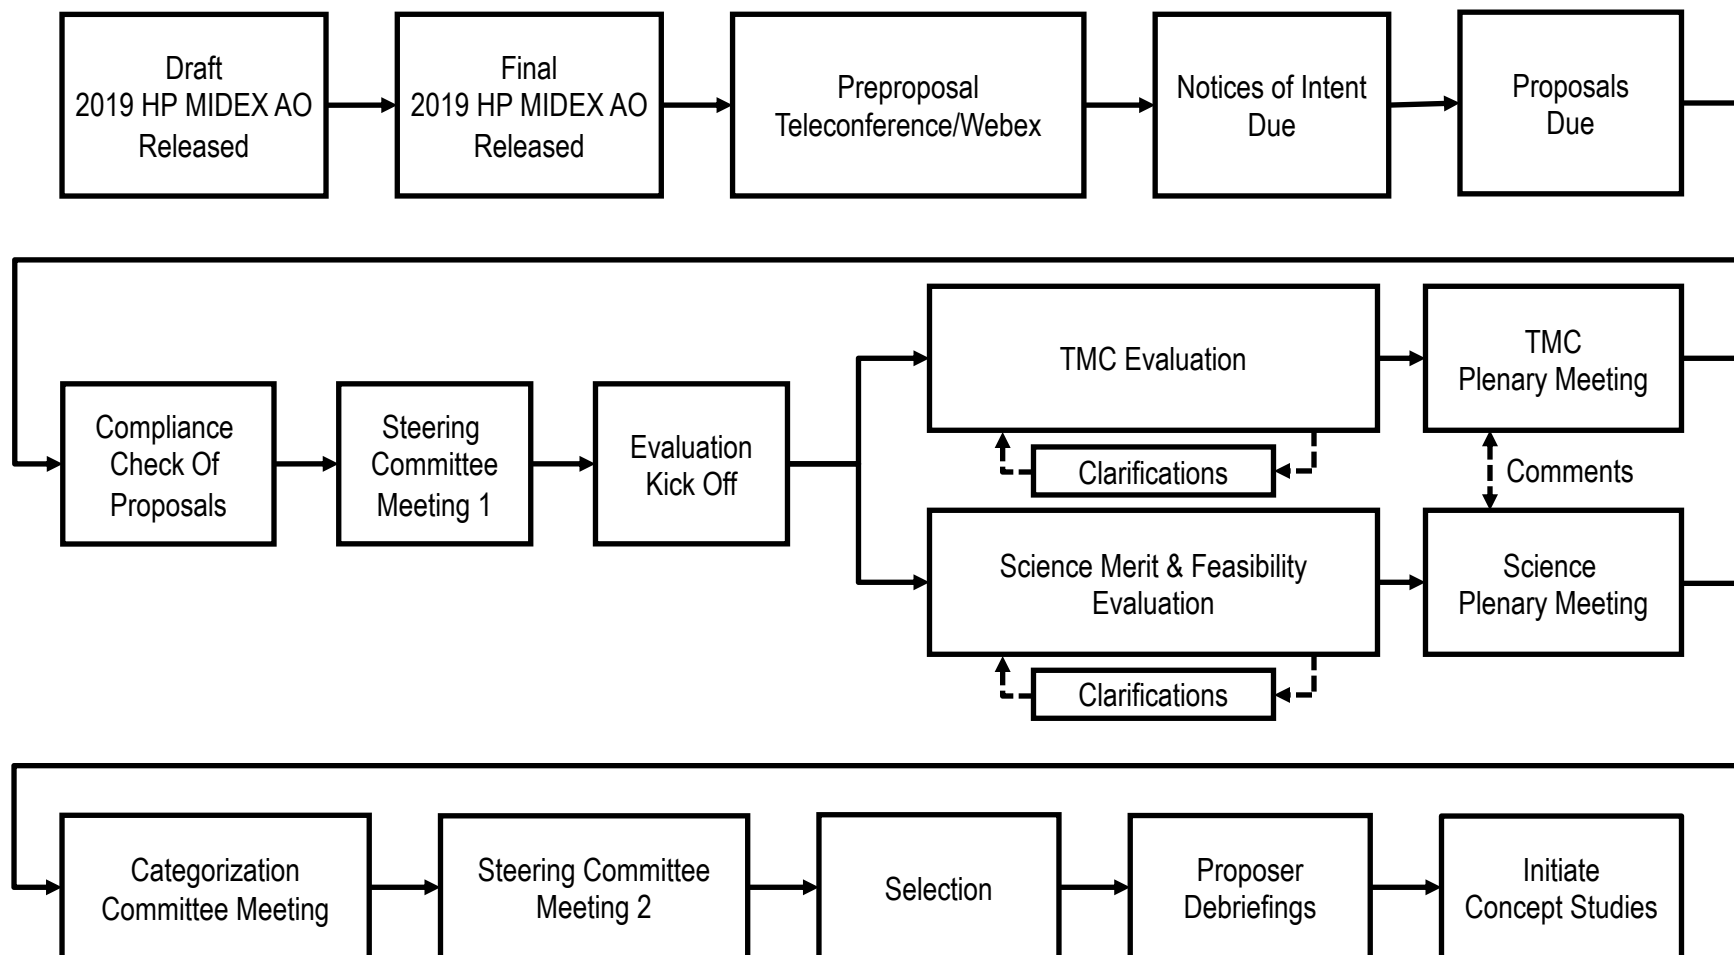 Draft
2019 HP MIDEX AO
Released
Final
2019 HP MIDEX AO
Released
Preproposal
Teleconference/Webex
Notices of Intent
Due
Proposals
Due
Compliance
Check Of
Proposals
Steering
Committee
Meeting 1
Evaluation
Kick Off
TMC Evaluation
Clarifications
TMC
Plenary Meeting
Comments
Science Merit & Feasibility
Evaluation
Clarifications
Science
Plenary Meeting
Categorization
Committee Meeting
Steering Committee
Meeting 2
Selection
Proposer
Debriefings
Initiate
Concept Studies